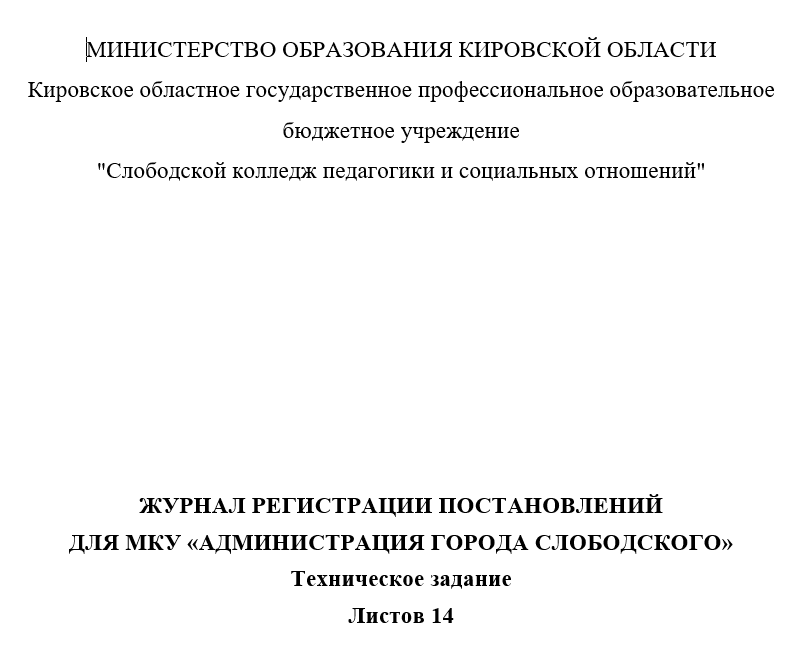 МИНИСТЕРСТВО ОБРАЗОВАНИЯ КИРОВСКОЙ ОБЛАСТИ
Кировское областное государственное профессиональное образовательное
бюджетное учреждение
"Слободской колледж педагогики и социальных отношений"
ЖУРНАЛ РЕГИСТРАЦИИ ПОСТАНОВЛЕНИЙ
ДЛЯ МКУ «АДМИНИСТРАЦИЯ ГОРОДА СЛОБОДСКОГО»
Техническое задание
Листов 14